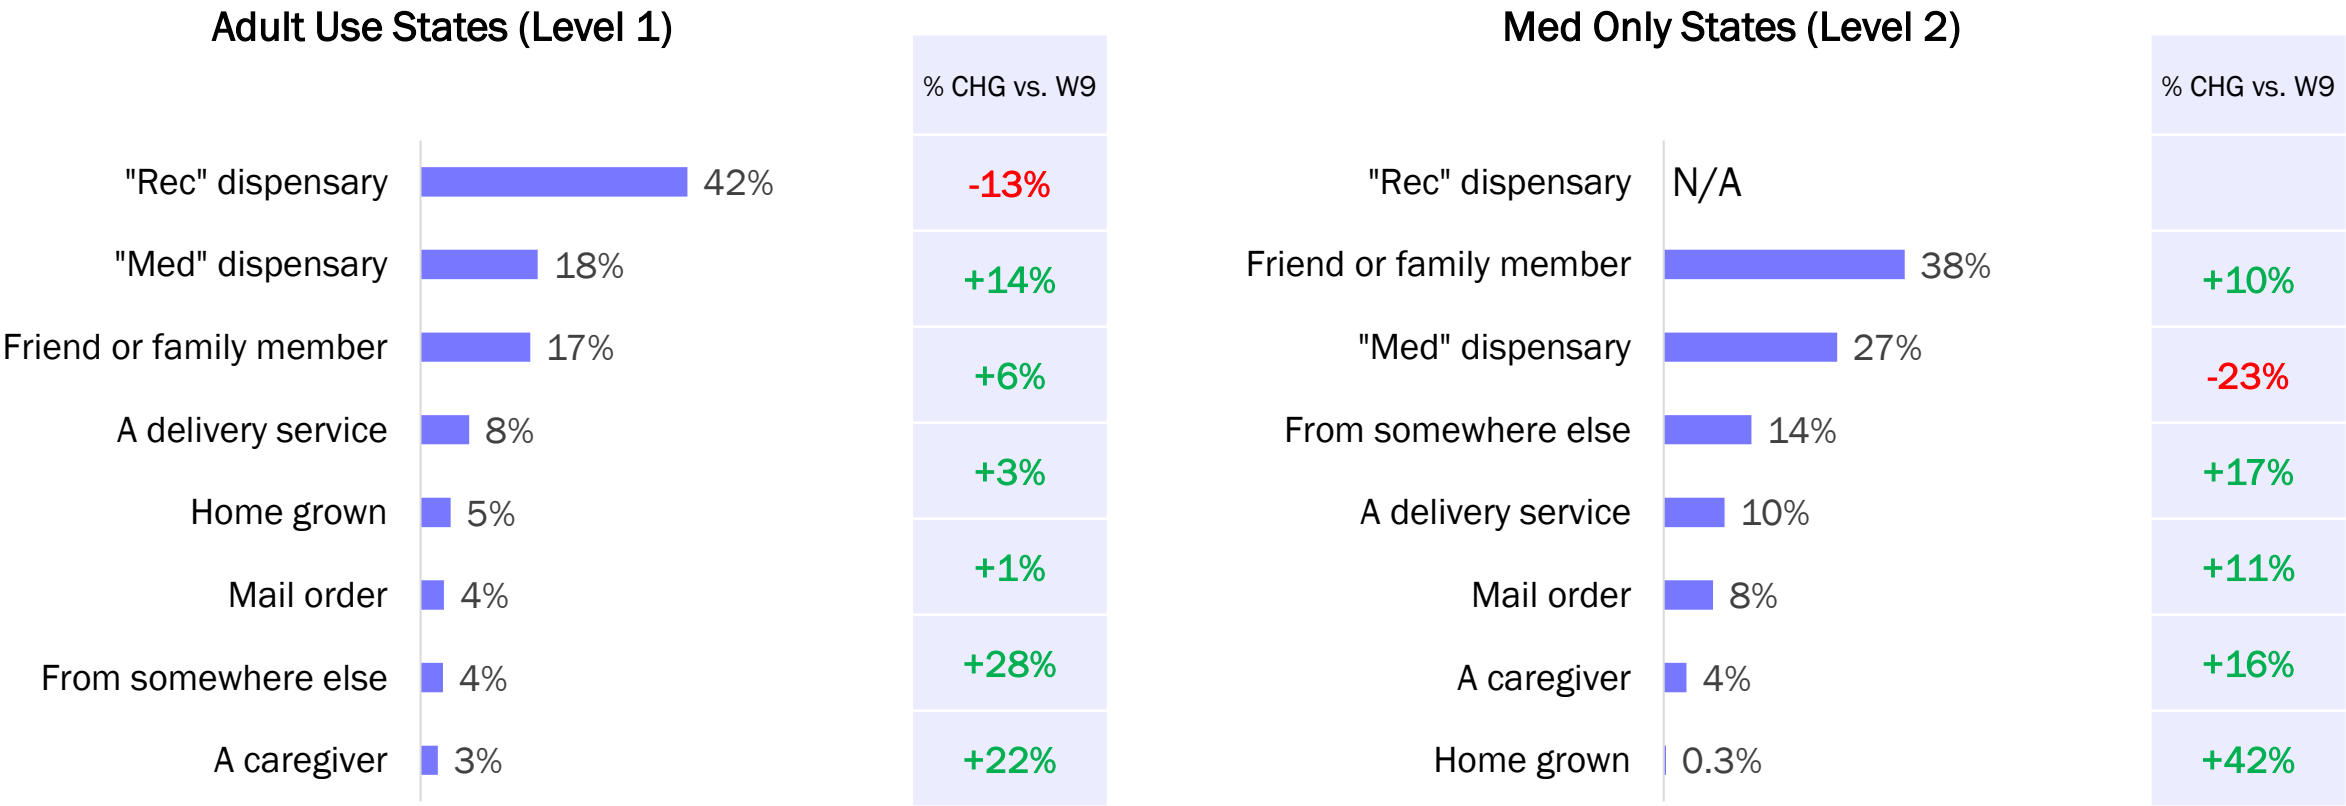 Adult Use States (Level 1)
% CHG vs. W9
"Rec" dispensary 42% -13%
"Med" dispensary 18% +14%
Friend or family member 17% +6%
A delivery service 8% +3%
Home grown 5% +1%
Mail order 4% +28%
From somewhere else 4% +22%
A caregiver 3%
Med Only States (Level 2)
% CHG vs. W9
"Rec" dispensary N/A
Friend or family member 38% +10%
"Med" dispensary 27% -23%
From somewhere else 14% +17%
A delivery service 10% +11%
Mail order 8% +16%
A caregiver 4% +42%
Home grown 0.3%